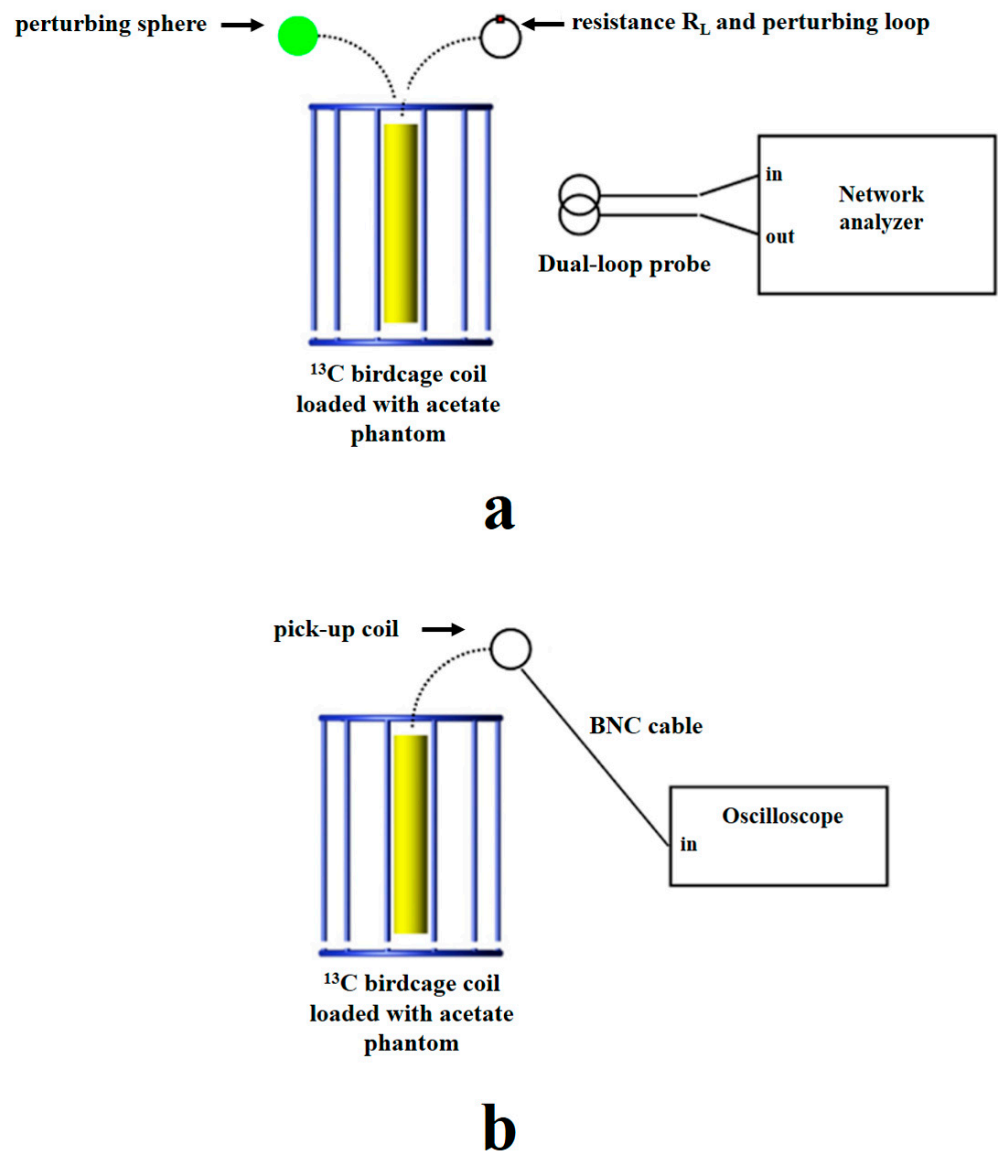 perturbing sphere
resistance R_L and perturbing loop
in
Network
analyzer
out
Dual-loop probe
¹³C birdcage coil
loaded with acetate
phantom
a
pick-up coil
BNC cable
Oscilloscope
in
¹³C birdcage coil
loaded with acetate
phantom
b